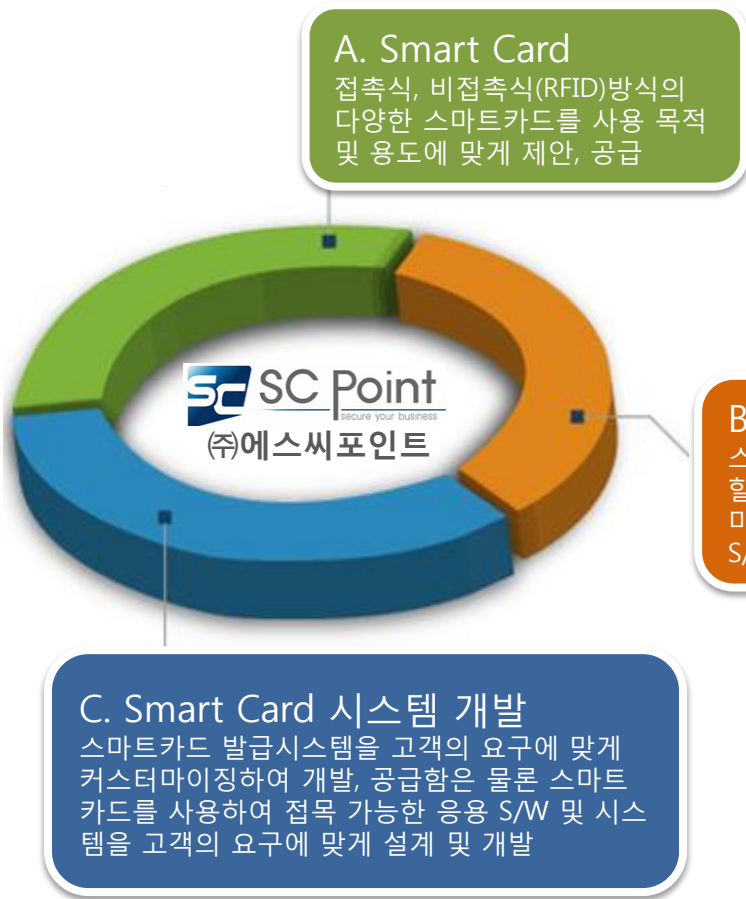 A. Smart Card
접촉식, 비접촉식(RFID)방식의
다양한 스마트카드를 사용 목적
및 용도에 맞게 제안, 공급
SC SC Point
secure your business
㈜에스씨포인트
B
C. Smart Card 시스템 개발
스마트카드 발급시스템을 고객의 요구에 맞게
커스터마이징하여 개발, 공급함은 물론 스마트
카드를 사용하여 접목 가능한 응용 S/W 및 시스
템을 고객의 요구에 맞게 설계 및 개발